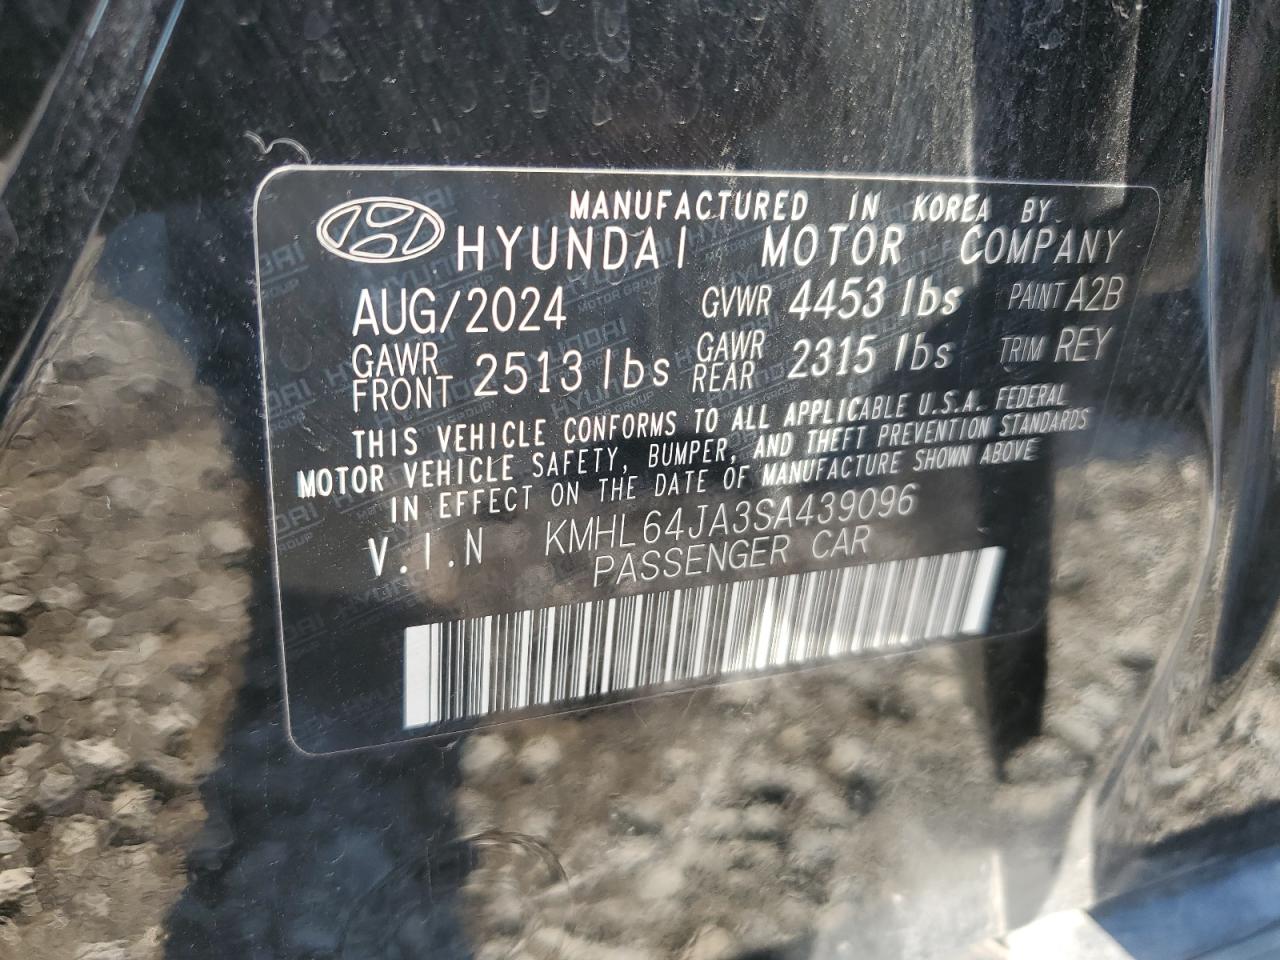 MANUFACTURED IN KOREA BY
HYUNDAI MOTOR COMPANY
AUG/2024 GVWR 4453 lbs PAINT A2B
GAWR FRONT 2513 lbs GAWR REAR 2315 lbs TRIM REY
THIS VEHICLE CONFORMS TO ALL APPLICABLE U.S.A. FEDERAL
MOTOR VEHICLE SAFETY, BUMPER, AND THEFT PREVENTION STANDARDS
IN EFFECT ON THE DATE OF MANUFACTURE SHOWN ABOVE
V.I.N KMHL64JA3SA439096
PASSENGER CAR